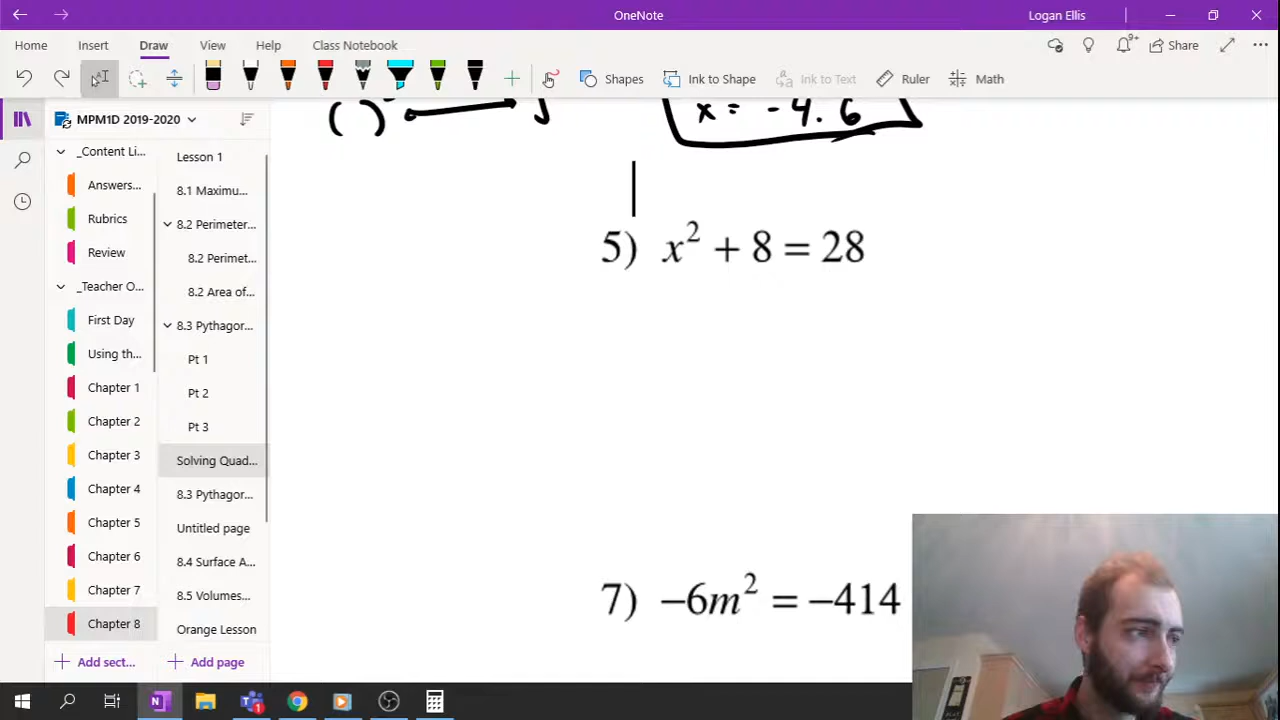 OneNote
Logan Ellis
Home Insert Draw View Help Class Notebook
9+ Share
Shapes Ink to Shape Ink to Text Ruler Math
MPM1D 2019-2020
_Content Li...
Answers...
Rubrics
Review
_Teacher O...
First Day
Using th...
Chapter 1
Chapter 2
Chapter 3
Chapter 4
Chapter 5
Chapter 6
Chapter 7
Chapter 8
Add sect...
Lesson 1
8.1 Maximu...
8.2 Perimeter...
8.2 Perimet...
8.2 Area of...
8.3 Pythagor...
Pt 1
Pt 2
Pt 3
Solving Quad...
8.3 Pythagor...
Untitled page
8.4 Surface A...
8.5 Volumes...
Orange Lesson
Add page
( )
x = -4.6
5) x² + 8 = 28
7) −6m² = −414